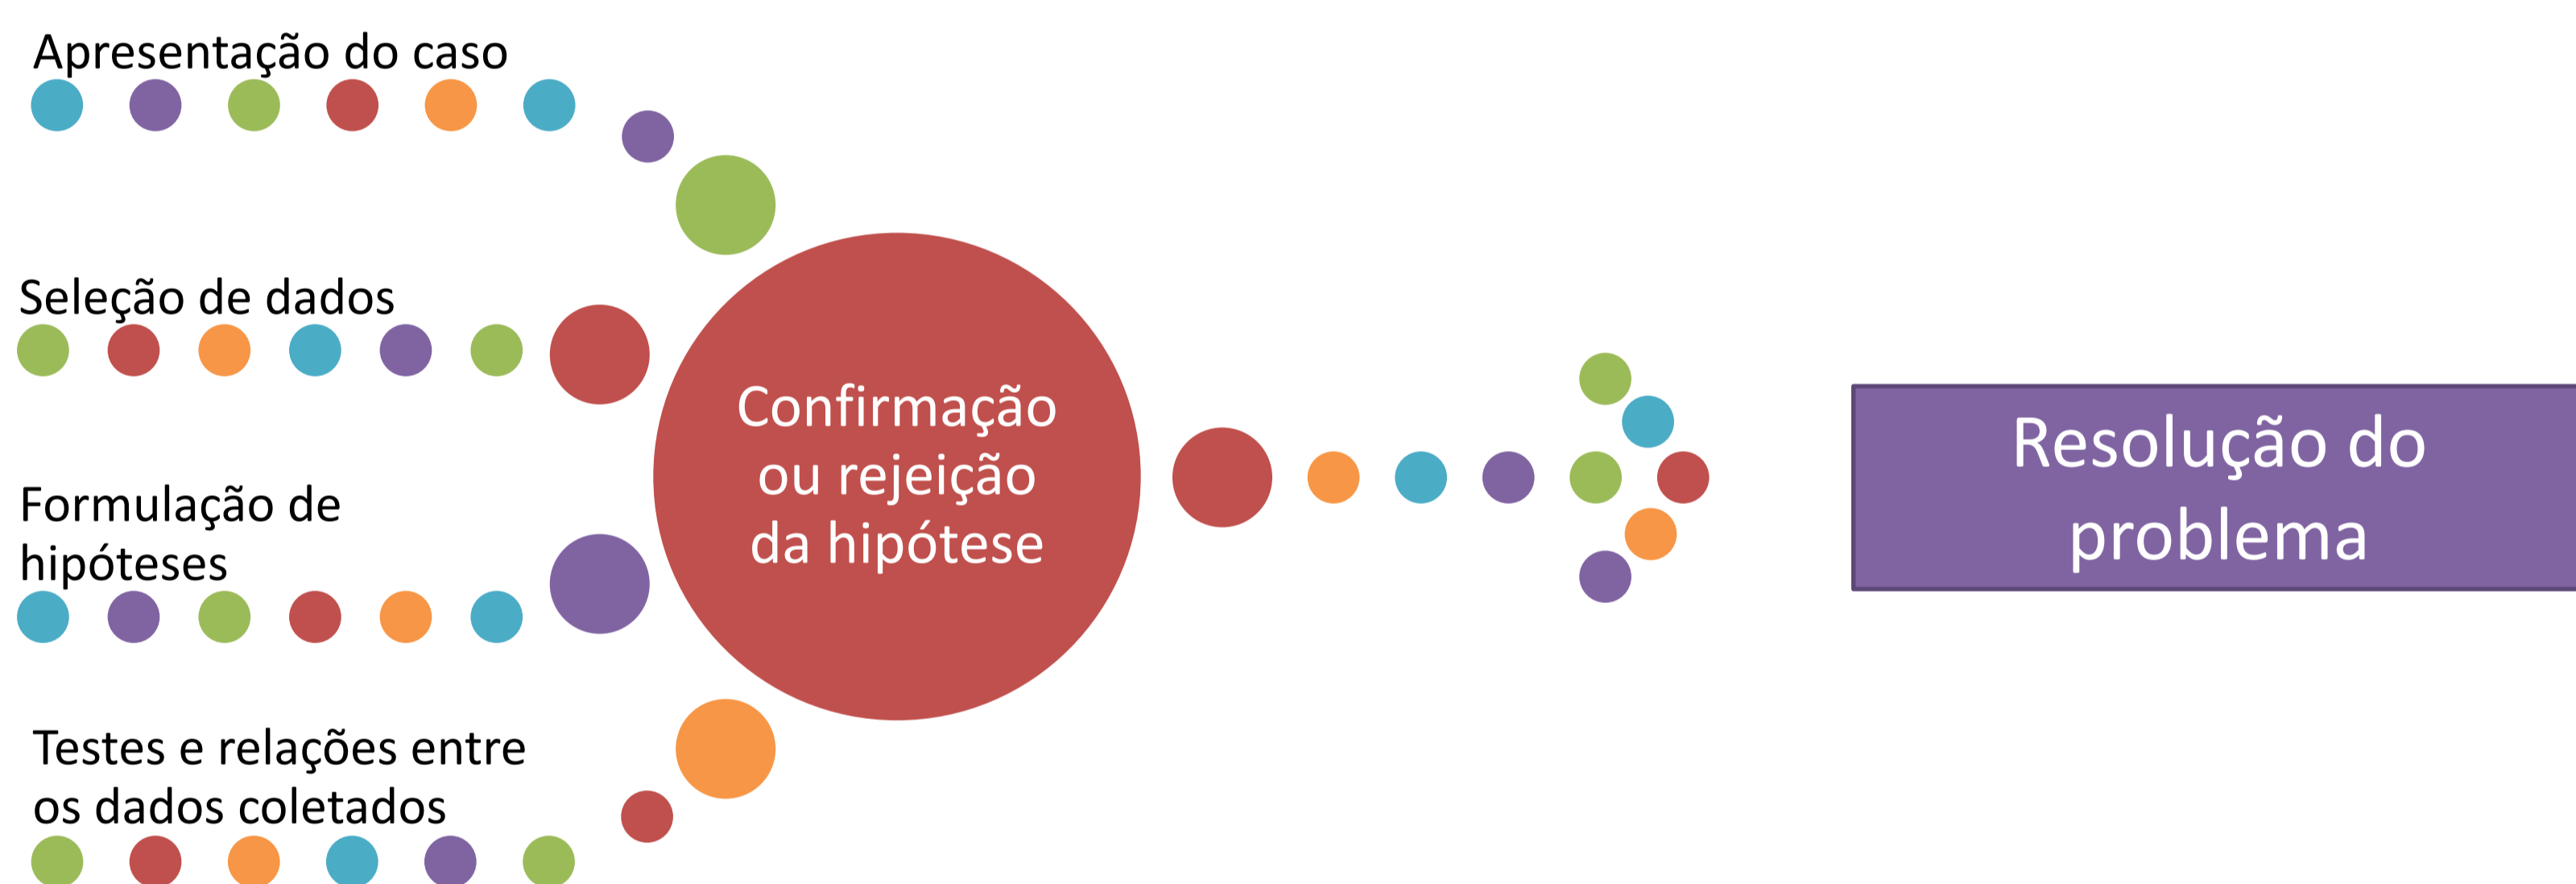 Apresentação do caso
Seleção de dados
Formulação de
hipóteses
Testes e relações entre
os dados coletados
Confirmação
ou rejeição
da hipótese
Resolução do
problema